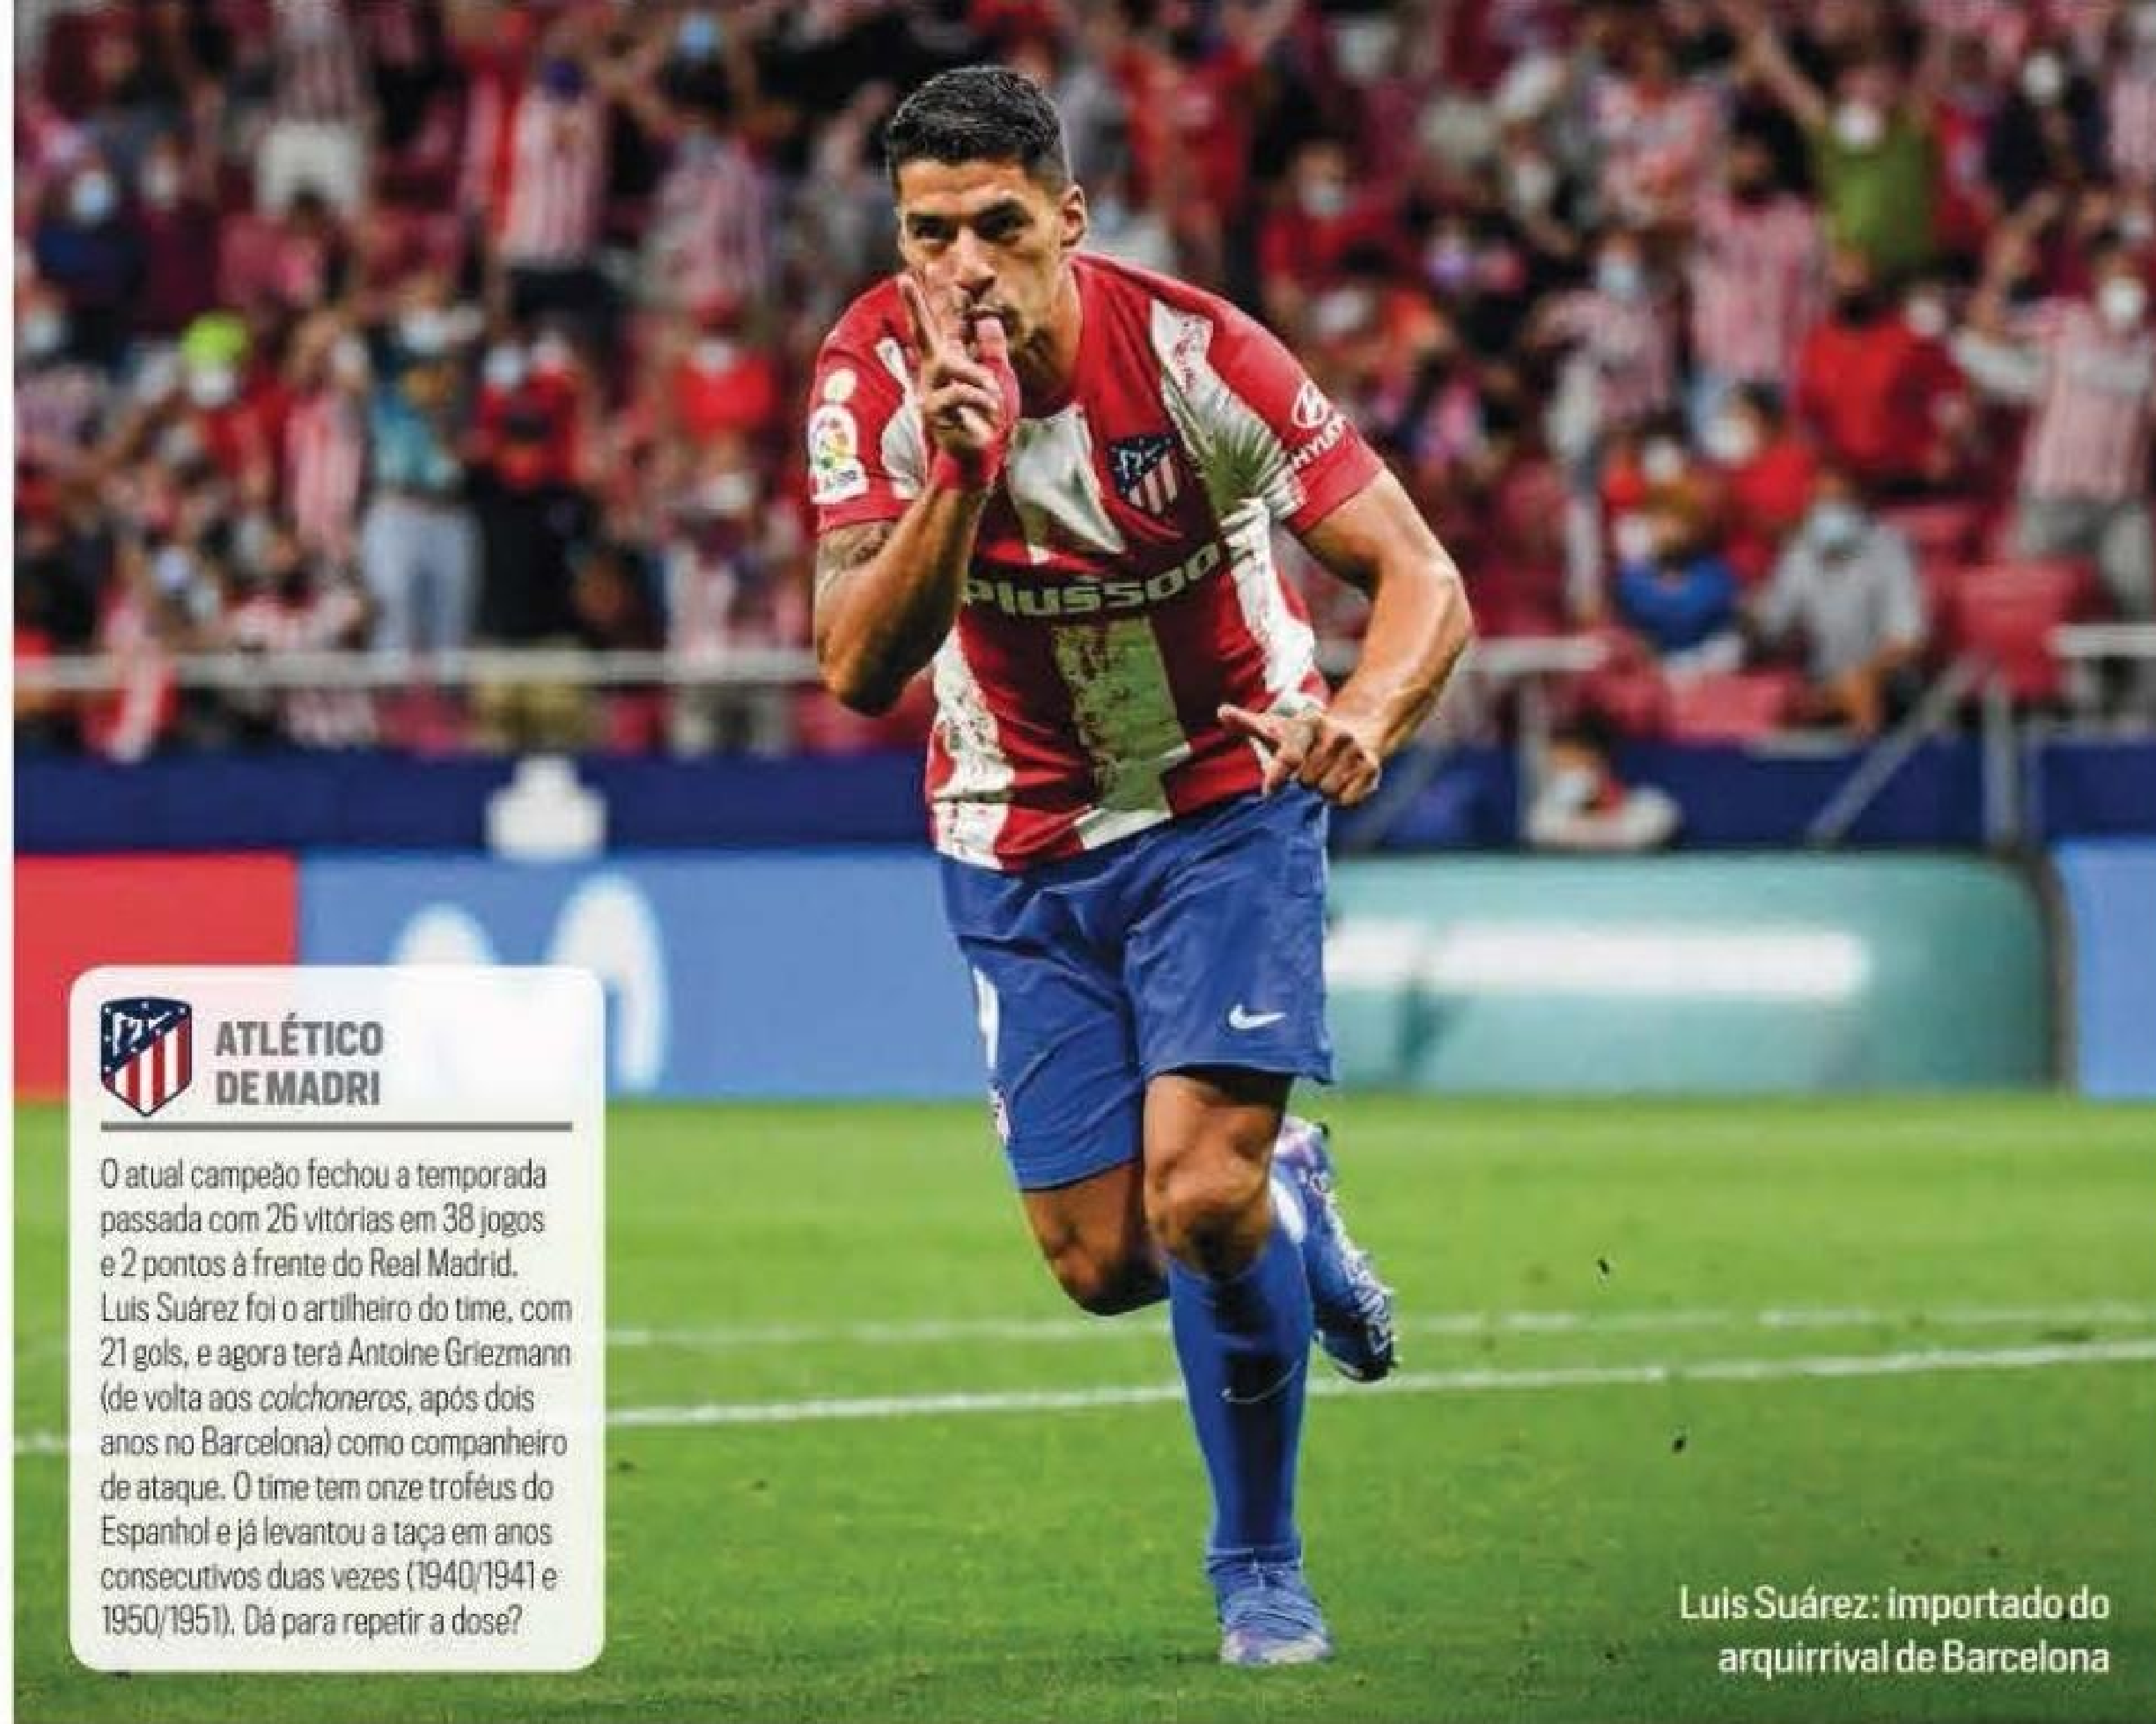 HYUNDAI
plus500
ATLÉTICO
DE MADRI
O atual campeão fechou a temporada
passada com 26 vitórias em 38 jogos
e 2 pontos à frente do Real Madrid.
Luis Suárez foi o artilheiro do time, com
21 gols, e agora terá Antoine Griezmann
(de volta aos colchoneros, após dois
anos no Barcelona) como companheiro
de ataque. O time tem onze troféus do
Espanhol e já levantou a taça em anos
consecutivos duas vezes (1940/1941 e
1950/1951). Dá para repetir a dose?
Luis Suárez: importado do
arquirrival de Barcelona